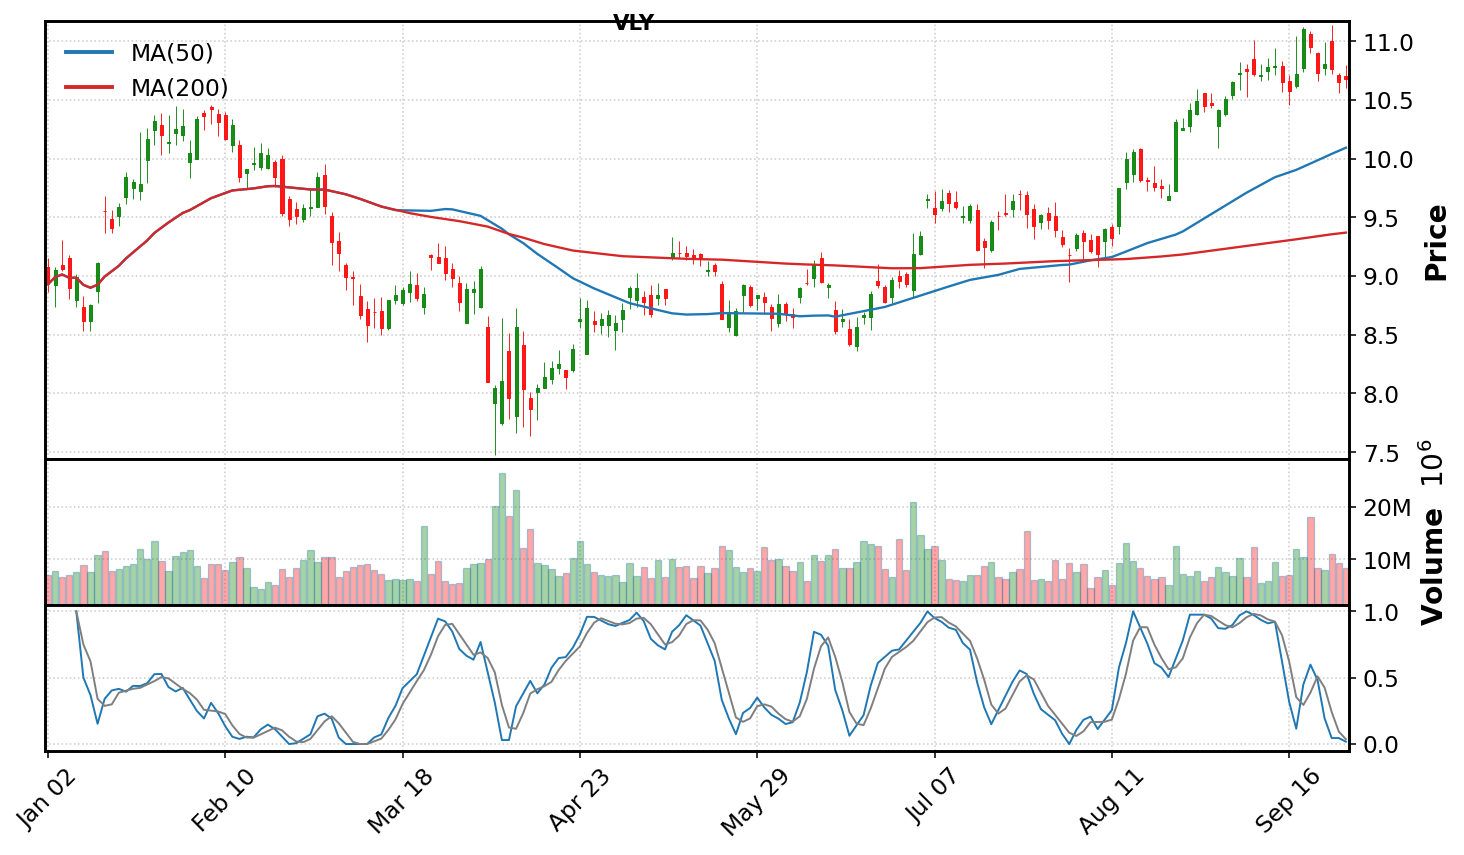 VLY
MA(50)
MA(200)
11.0
10.5
10.0
9.5
9.0
8.5
8.0
7.5
Price
20M
10M
Volume 10^6
1.0
0.5
0.0
Jan 02
Feb 10
Mar 18
Apr 23
May 29
Jul 07
Aug 11
Sep 16